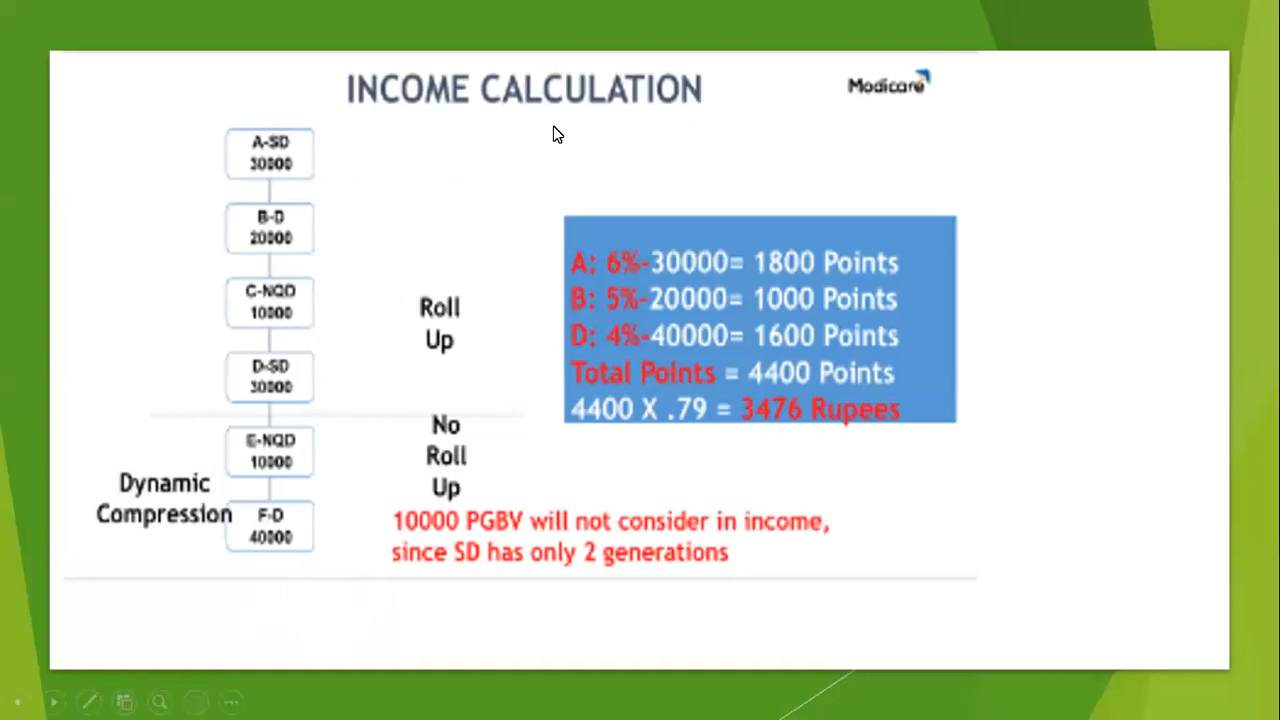 INCOME CALCULATION
Modicare
A-SD
30000
B-D
20000
C-NQD
10000
D-SD
30000
E-NQD
10000
F-D
40000
Roll
Up
No
Roll
Up
Dynamic
Compression
A: 6%-30000= 1800 Points
B: 5%-20000= 1000 Points
D: 4%-40000= 1600 Points
Total Points = 4400 Points
4400 X .79 = 3476 Rupees
10000 PGBV will not consider in income,
since SD has only 2 generations